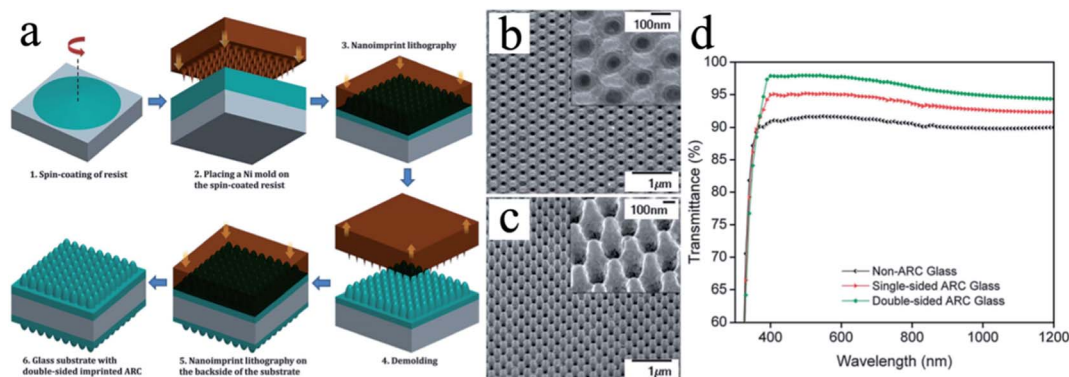 a
1. Spin-coating of resist
2. Placing a Ni mold on
the spin-coated resist
3. Nanoimprint lithography
4. Demolding
5. Nanoimprint lithography on
the backside of the substrate
6. Glass substrate with
double-sided imprinted ARC
b
100nm
1μm
c
100nm
1μm
d
Transmittance (%)
100
95
90
85
80
75
70
65
60
Non-ARC Glass
Single-sided ARC Glass
Double-sided ARC Glass
400 600 800 1000 1200
Wavelength (nm)